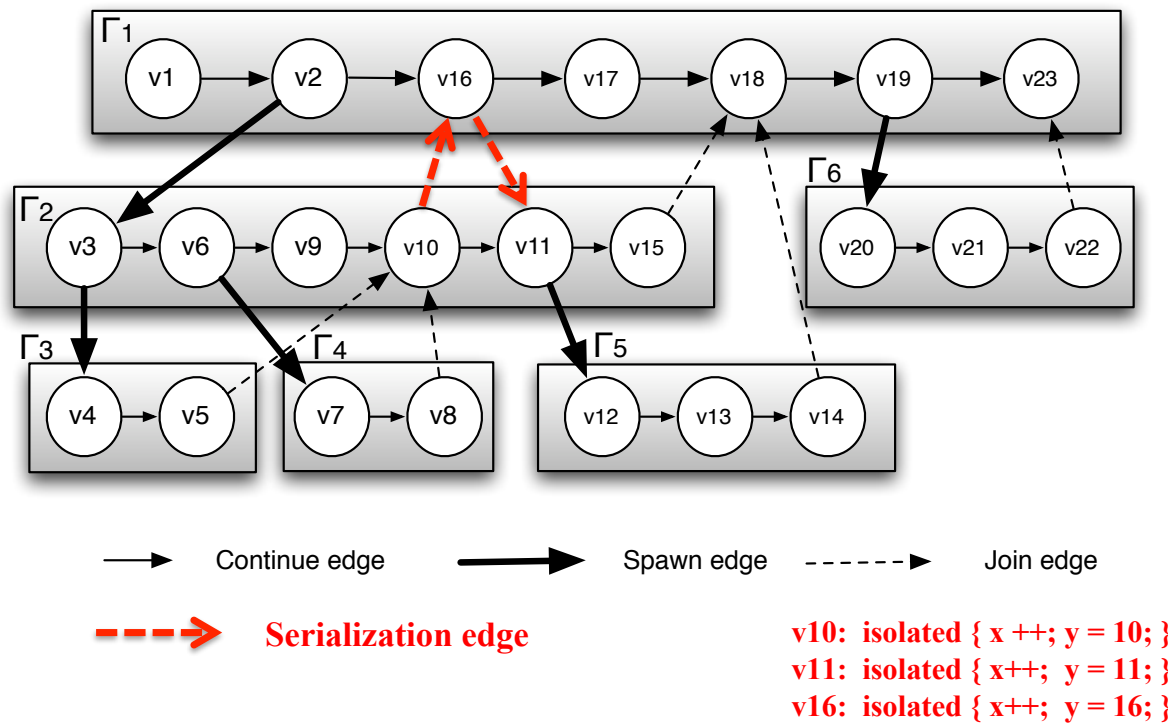 Γ1
v1 v2 v16 v17 v18 v19 v23
Γ2 Γ6
v3 v6 v9 v10 v11 v15 v20 v21 v22
Γ3 Γ4 Γ5
v4 v5 v7 v8 v12 v13 v14
Continue edge Spawn edge Join edge
Serialization edge v10: isolated { x ++; y = 10; }
v11: isolated { x++; y = 11; }
v16: isolated { x++; y = 16; }